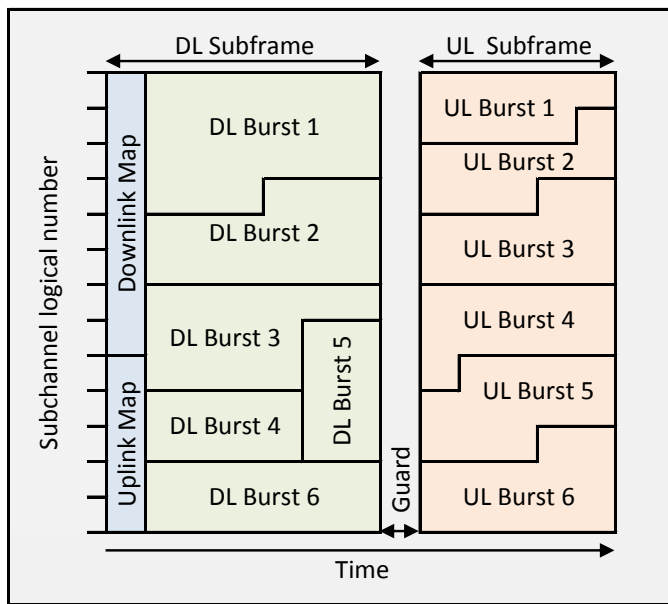 DL Subframe
UL Subframe
Subchannel logical number
Downlink Map
Uplink Map
DL Burst 1
DL Burst 2
DL Burst 3
DL Burst 4
DL Burst 5
DL Burst 6
Guard
UL Burst 1
UL Burst 2
UL Burst 3
UL Burst 4
UL Burst 5
UL Burst 6
Time